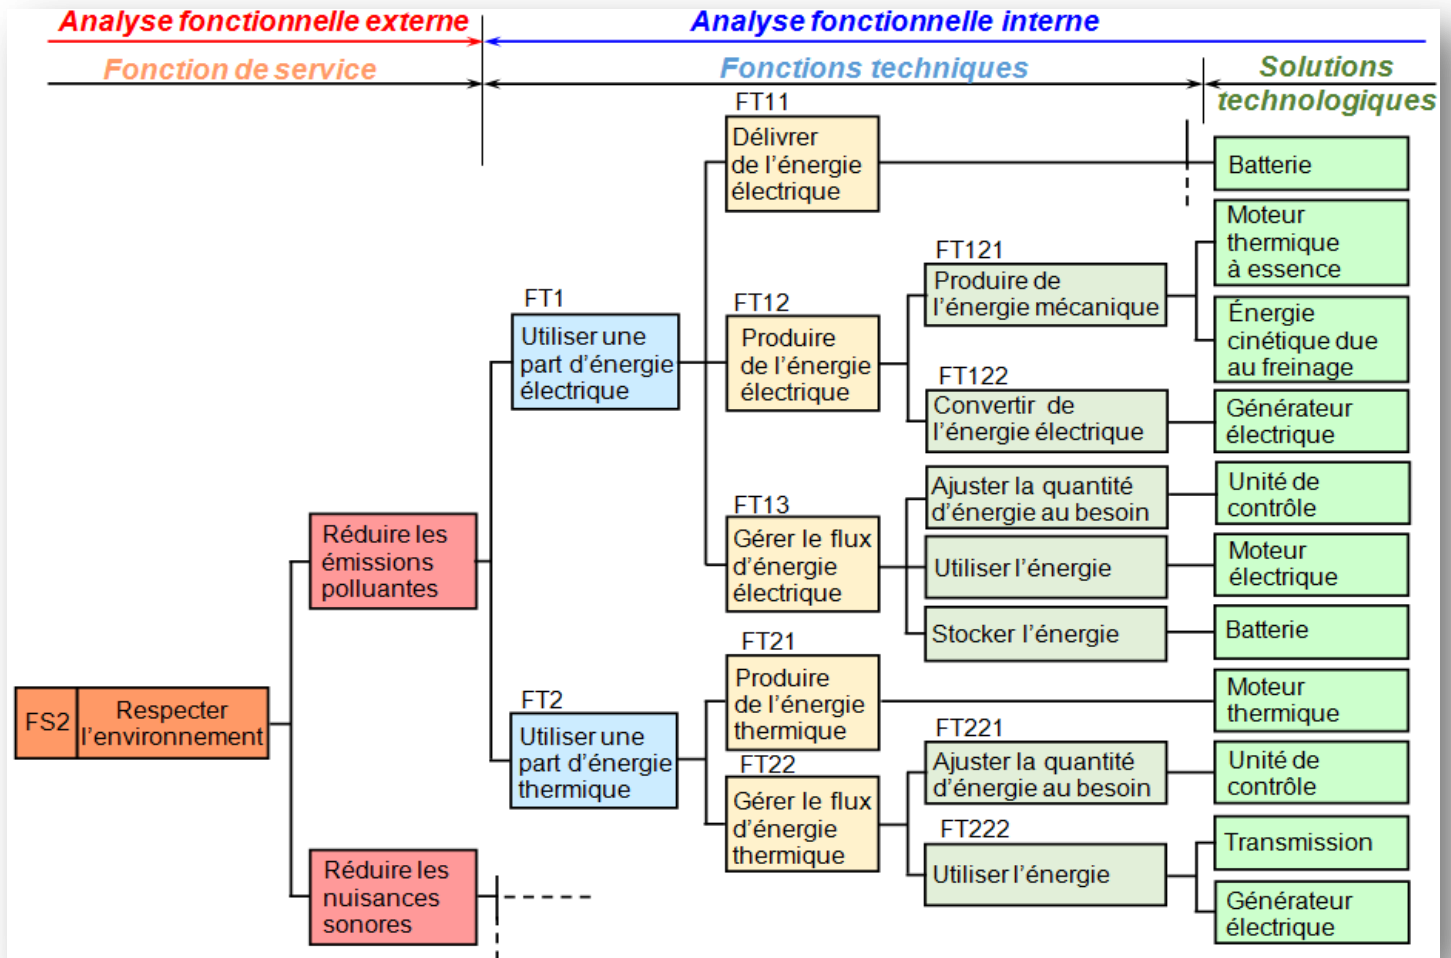 Analyse fonctionnelle externe
Analyse fonctionnelle interne
Fonction de service
Fonctions techniques
Solutions
technologiques
FS2
Respecter
l'environnement
Réduire les
émissions
polluantes
Réduire les
nuisances
sonores
FT1
Utiliser une
part d'énergie
électrique
FT2
Utiliser une
part d'énergie
thermique
FT11
Délivrer
de l'énergie
électrique
FT12
Produire
de l'énergie
électrique
FT13
Gérer le flux
d'énergie
électrique
FT21
Produire
de l'énergie
thermique
FT22
Gérer le flux
d'énergie
thermique
FT121
Produire de
l'énergie mécanique
FT122
Convertir de
l'énergie électrique
Ajuster la quantité
d'énergie au besoin
Utiliser l'énergie
Stocker l'énergie
FT221
Ajuster la quantité
d'énergie au besoin
FT222
Utiliser l'énergie
Batterie
Moteur
thermique
à essence
Énergie
cinétique due
au freinage
Générateur
électrique
Unité de
contrôle
Moteur
électrique
Batterie
Moteur
thermique
Unité de
contrôle
Transmission
Générateur
électrique